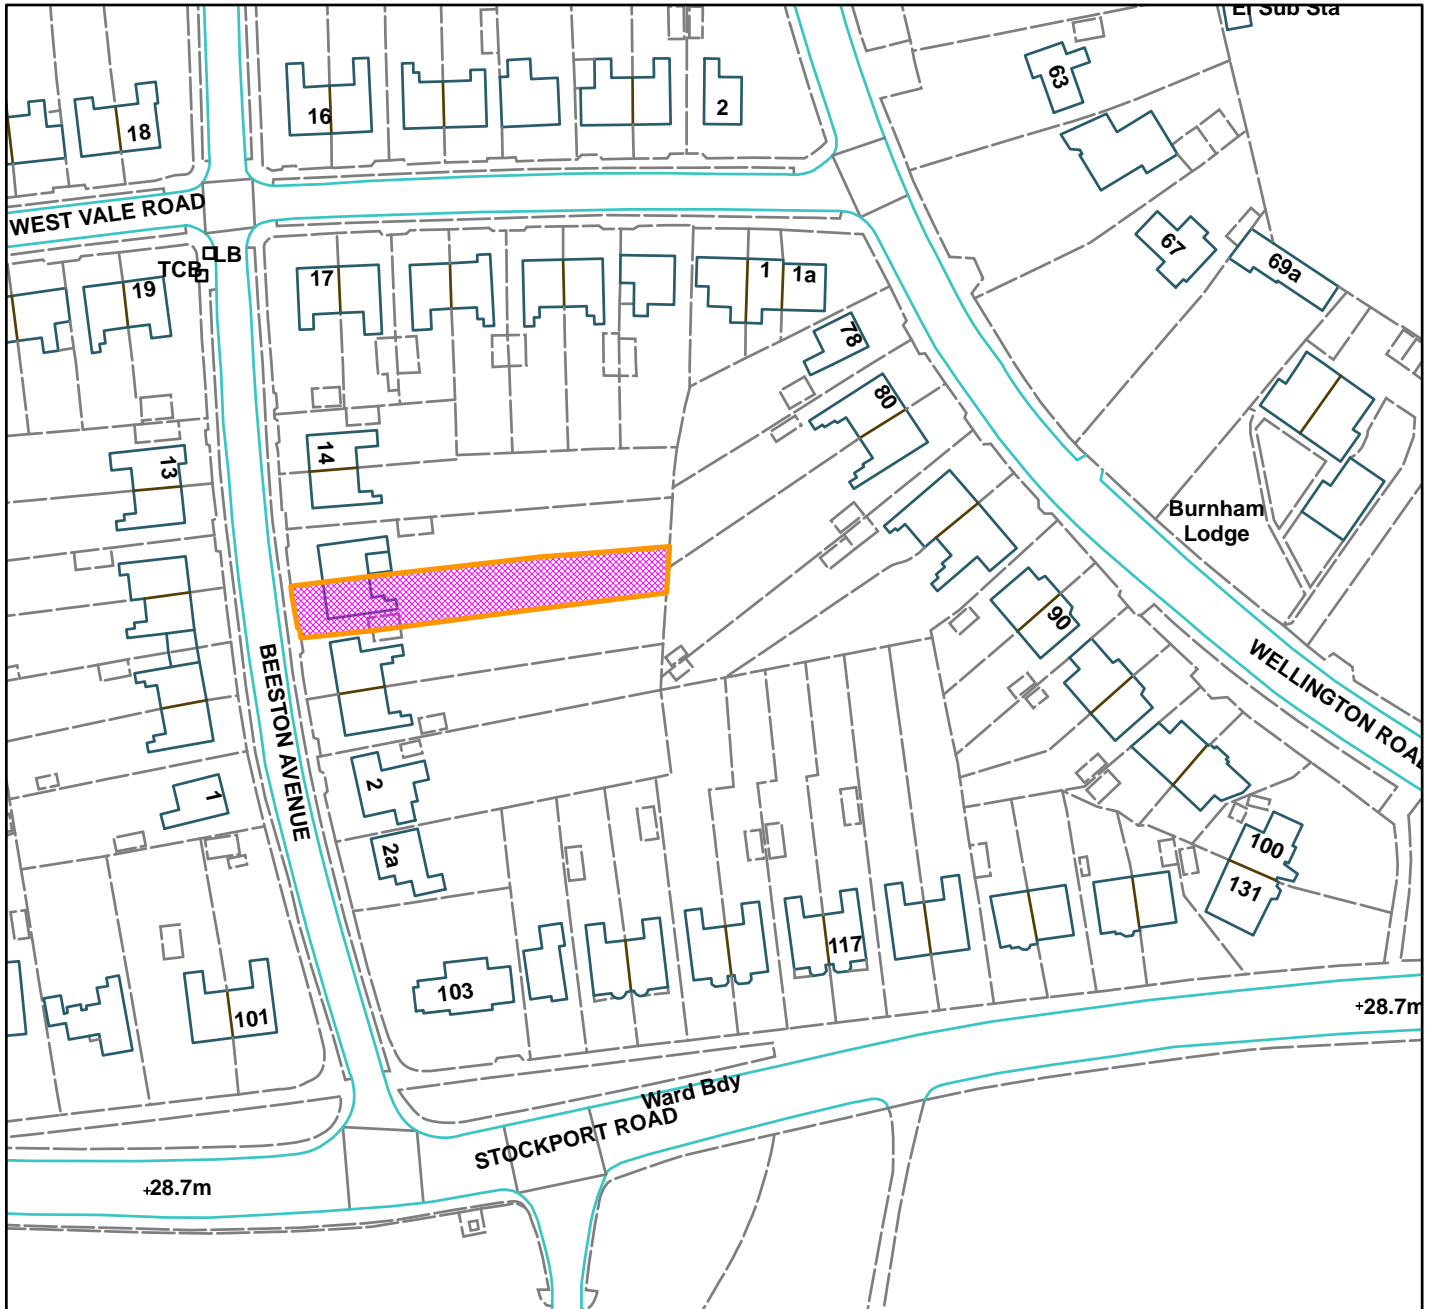 El Sub Sta
63
16
2
18
WEST VALE ROAD
LB
TCB
67
69a
17
1
1a
19
78
80
14
13
Burnham
Lodge
90
WELLINGTON ROAD
BEESTON AVENUE
2
1
2a
100
131
117
103
101
+28.7m
Ward Bdy
STOCKPORT ROAD
+28.7m